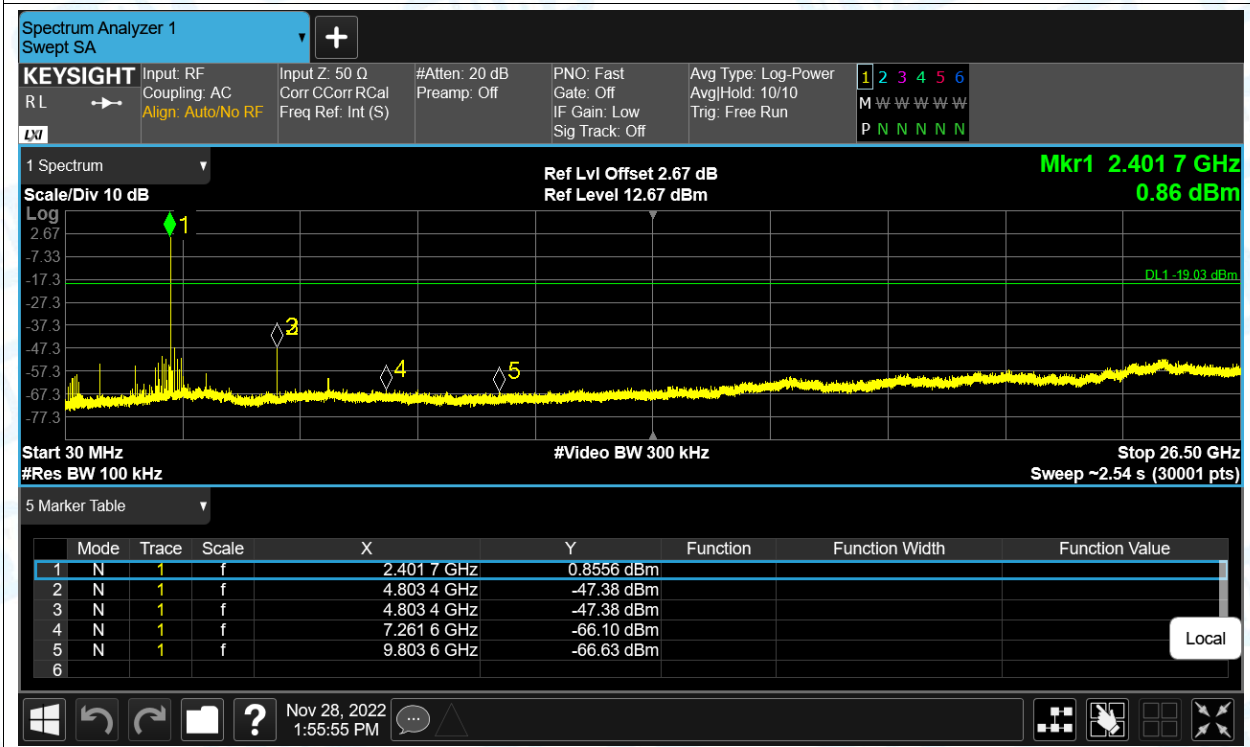 Spectrum Analyzer 1
Swept SA
KEYSIGHT
R L
LXI
Input: RF
Coupling: AC
Align: Auto/No RF
Input Z: 50 Ω
Corr CCorr RCal
Freq Ref: Int (S)
#Atten: 20 dB
Preamp: Off
PNO: Fast
Gate: Off
IF Gain: Low
Sig Track: Off
Avg Type: Log-Power
Avg|Hold: 10/10
Trig: Free Run
1 2 3 4 5 6
M W W W W W
P N N N N N
1 Spectrum
Scale/Div 10 dB
Ref Lvl Offset 2.67 dB
Ref Level 12.67 dBm
Mkr1 2.401 7 GHz
0.86 dBm
Log
2.67
-7.33
-17.3
-27.3
-37.3
-47.3
-57.3
-67.3
-77.3
1
DL1 -19.03 dBm
3
4
5
Start 30 MHz
#Video BW 300 kHz
Stop 26.50 GHz
#Res BW 100 kHz
Sweep ~2.54 s (30001 pts)
5 Marker Table
Mode Trace Scale X Y Function Function Width Function Value
1 N 1 f 2.401 7 GHz 0.8556 dBm
2 N 1 f 4.803 4 GHz -47.38 dBm
3 N 1 f 4.803 4 GHz -47.38 dBm
4 N 1 f 7.261 6 GHz -66.10 dBm
5 N 1 f 9.803 6 GHz -66.63 dBm
6
Local
?
Nov 28, 2022
1:55:55 PM